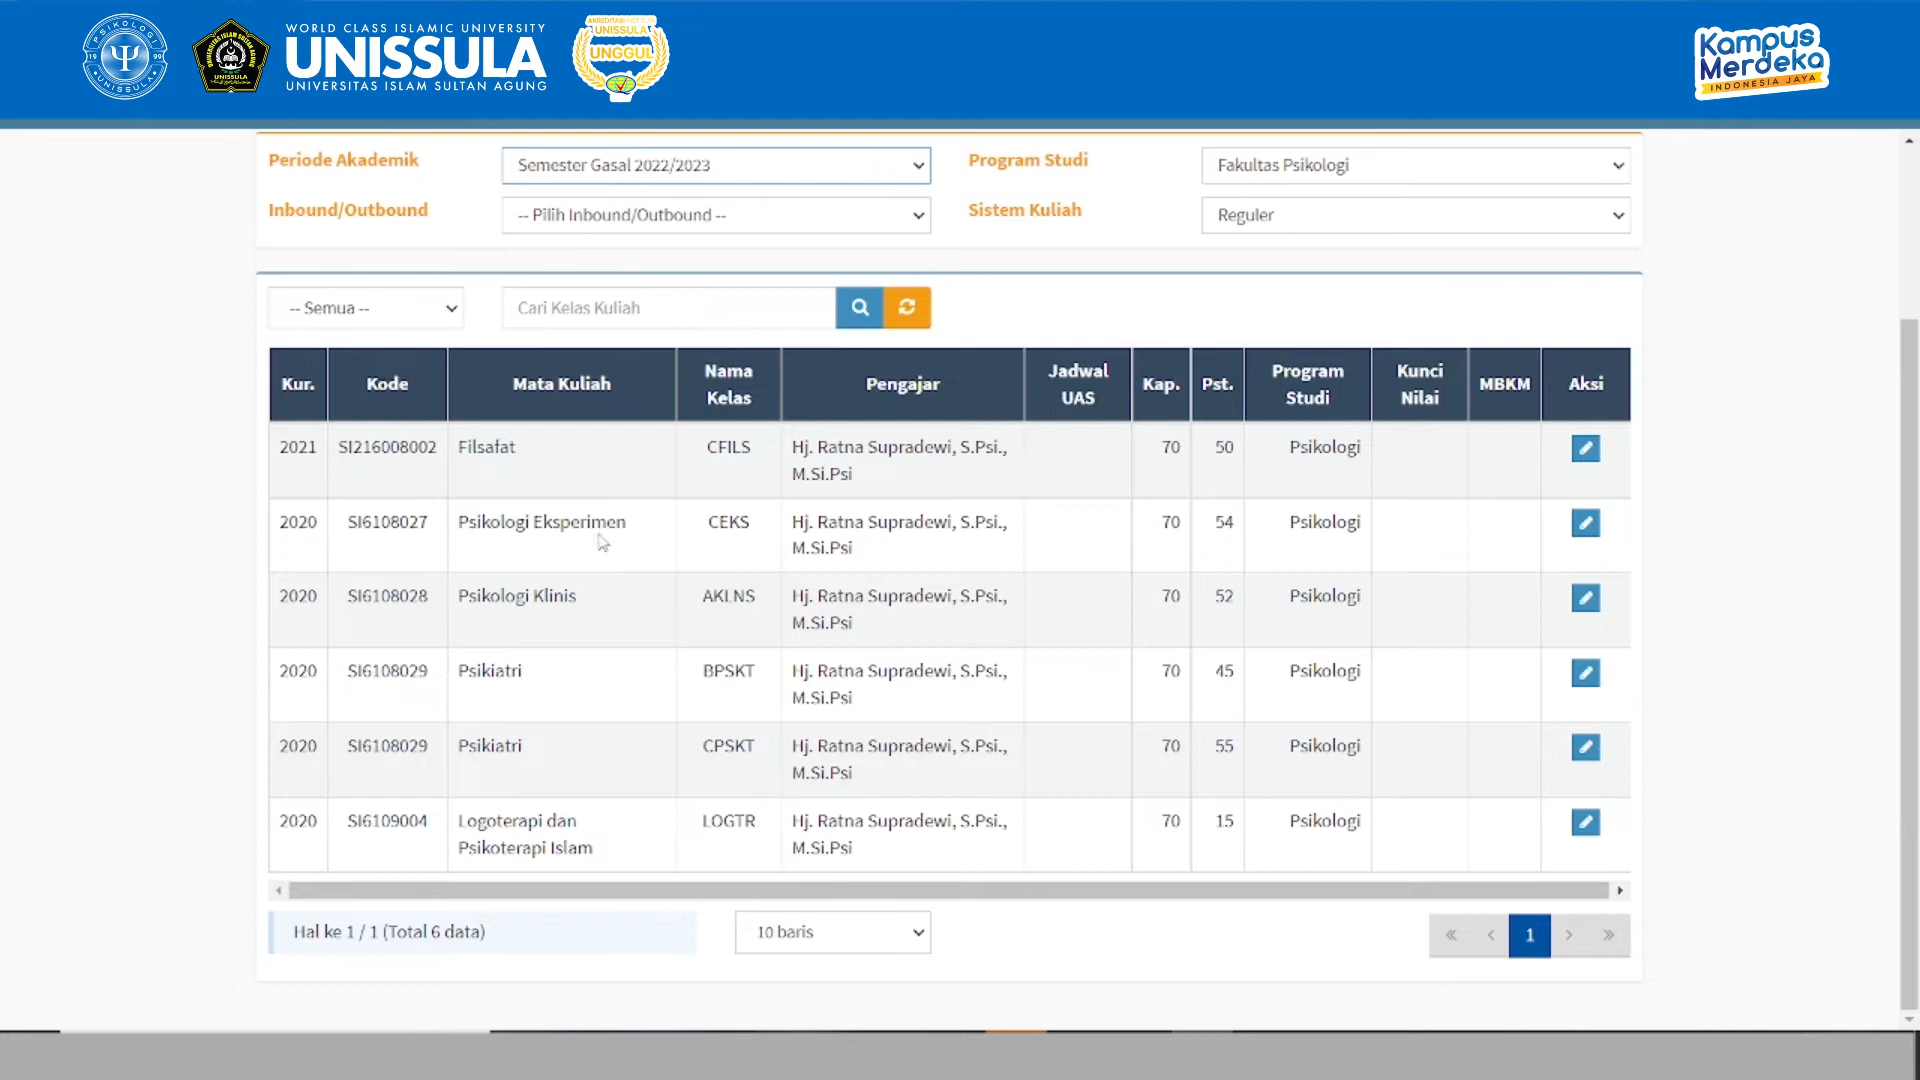 PSIKOLOGI
19 99
UNISSULA
UNISSULA
WORLD CLASS ISLAMIC UNIVERSITY
UNISSULA
UNIVERSITAS ISLAM SULTAN AGUNG
UNISSULA
UNGGUL
Kampus
Merdeka
INDONESIA JAYA
Periode Akademik Semester Gasal 2022/2023 Program Studi Fakultas Psikologi
Inbound/Outbound -- Pilih Inbound/Outbound -- Sistem Kuliah Reguler
-- Semua -- Cari Kelas Kuliah
Kur. Kode Mata Kuliah Nama Kelas Pengajar Jadwal UAS Kap. Pst. Program Studi Kunci Nilai MBKM Aksi
2021 SI216008002 Filsafat CFILS Hj. Ratna Supradewi, S.Psi., 70 50 Psikologi
M.Si.Psi
2020 SI6108027 Psikologi Eksperimen CEKS Hj. Ratna Supradewi, S.Psi., 70 54 Psikologi
M.Si.Psi
2020 SI6108028 Psikologi Klinis AKLNS Hj. Ratna Supradewi, S.Psi., 70 52 Psikologi
M.Si.Psi
2020 SI6108029 Psikiatri BPSKT Hj. Ratna Supradewi, S.Psi., 70 45 Psikologi
M.Si.Psi
2020 SI6108029 Psikiatri CPSKT Hj. Ratna Supradewi, S.Psi., 70 55 Psikologi
M.Si.Psi
2020 SI6109004 Logoterapi dan LOGTR Hj. Ratna Supradewi, S.Psi., 70 15 Psikologi
Psikoterapi Islam M.Si.Psi
Hal ke 1 / 1 (Total 6 data) 10 baris « ‹ 1 › »